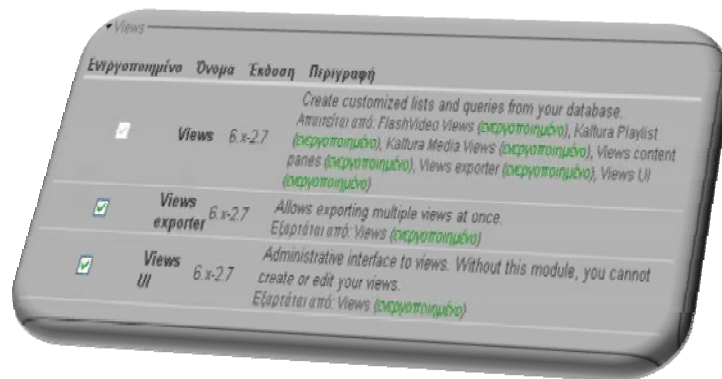 Views
Ενεργοποιημένο Όνομα Έκδοση Περιγραφή
Create customized lists and queries from your database.
Απαιτείται από: FlashVideo Views (ενεργοποιημένο), Kaltura Playlist
Views 6.x-2.7
(ενεργοποιημένο), Kaltura Media Views (ενεργοποιημένο), Views content
panes (ενεργοποιημένο), Views exporter (ενεργοποιημένο), Views UI
(ενεργοποιημένο)
Views exporter 6.x-2.7
Allows exporting multiple views at once.
Εξαρτάται από: Views (ενεργοποιημένο)
Views UI 6.x-2.7
Administrative interface to views. Without this module, you cannot
create or edit your views.
Εξαρτάται από: Views (ενεργοποιημένο)